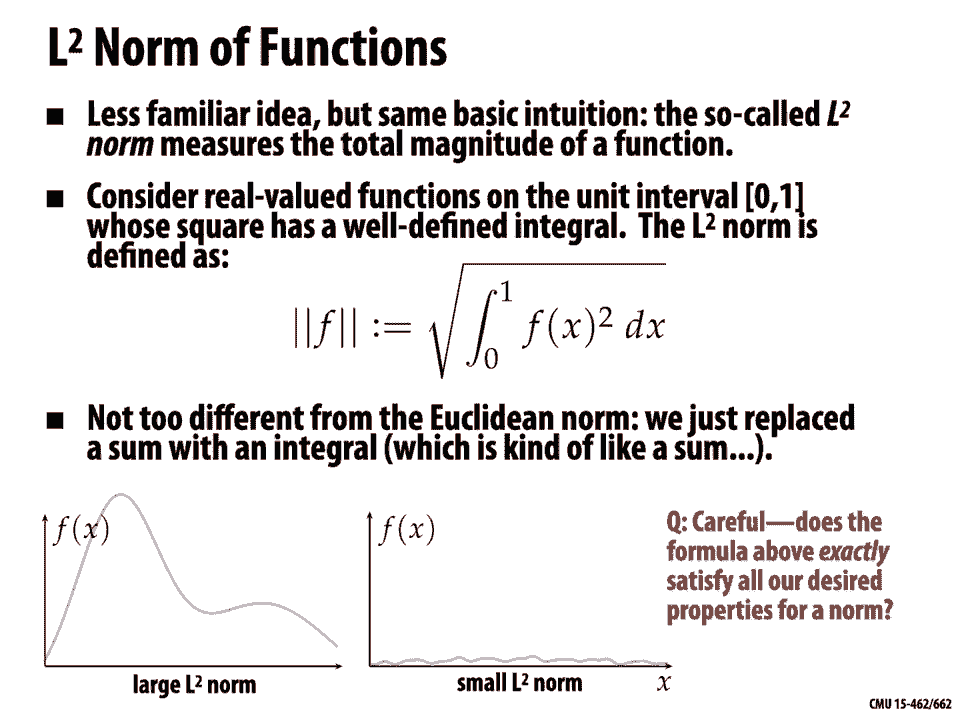 L² Norm of Functions
■ Less familiar idea, but same basic intuition: the so-called L²
norm measures the total magnitude of a function.
■ Consider real-valued functions on the unit interval [0,1]
whose square has a well-defined integral.  The L² norm is
defined as:
||f|| := √∫₀¹ f(x)² dx
■ Not too different from the Euclidean norm: we just replaced
a sum with an integral (which is kind of like a sum...).
f(x)
large L² norm
f(x)
small L² norm
x
Q: Careful—does the
formula above exactly
satisfy all our desired
properties for a norm?
CMU 15-462/662